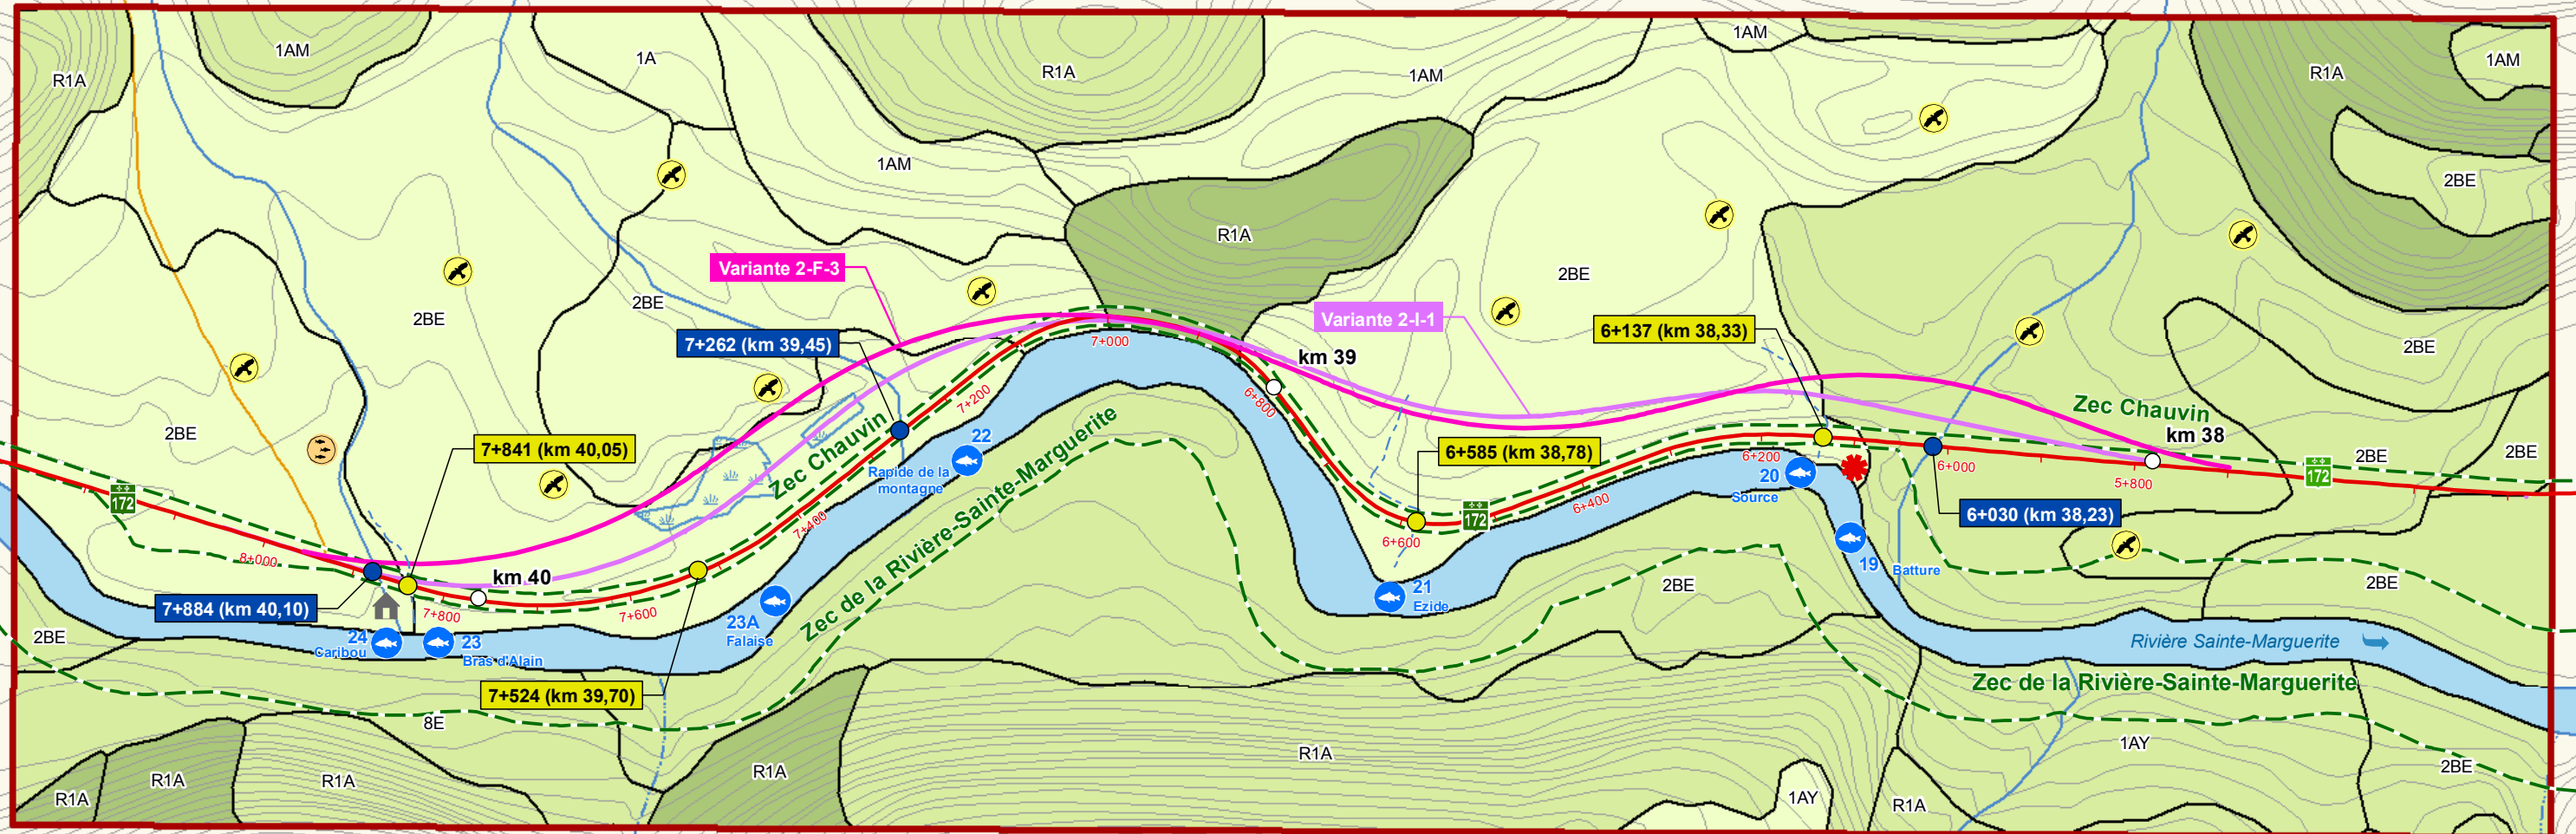 1AM
1A
1AM
1AM
R1A
R1A
1AM
R1A
1AM
1AM
2BE
R1A
Variante 2-F-3
2BE
2BE
2BE
Variante 2-I-1
6+137 (km 38,33)
7+262 (km 39,45)
7+000
km 39
2BE
7+200
6+800
Zec Chauvin
Zec Chauvin
km 38
2BE
7+841 (km 40,05)
22
Rapide de la
montagne
6+585 (km 38,78)
6+200
20
Source
6+000
5+800
172
2BE
2BE
172
7+400
172
6+400
6+600
6+030 (km 38,23)
8+000
Zec de la Rivière-Sainte-Marguerite
19
Batture
km 40
7+884 (km 40,10)
7+800
7+600
23A
Falaise
21
Ezide
2BE
2BE
2BE
24
Caribou
23
Bras d'Alain
Rivière Sainte-Marguerite
Zec de la Rivière-Sainte-Marguerite
7+524 (km 39,70)
8E
1AY
R1A
R1A
R1A
R1A
R1A
2BE
1AY
R1A